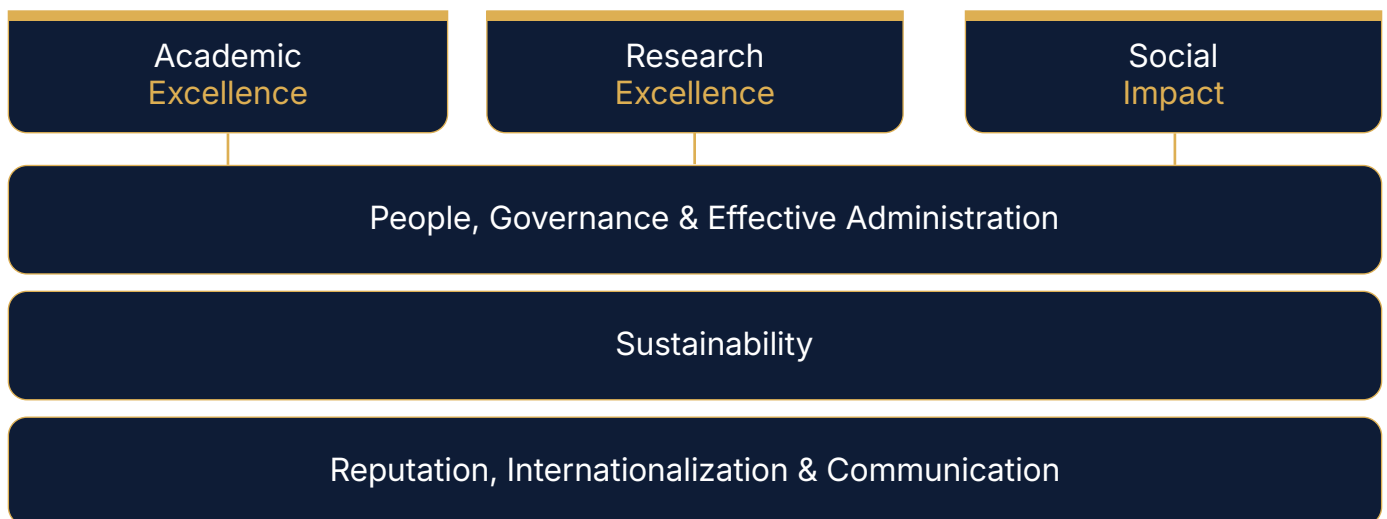 Academic
Excellence
Research
Excellence
Social
Impact
People, Governance & Effective Administration
Sustainability
Reputation, Internationalization & Communication